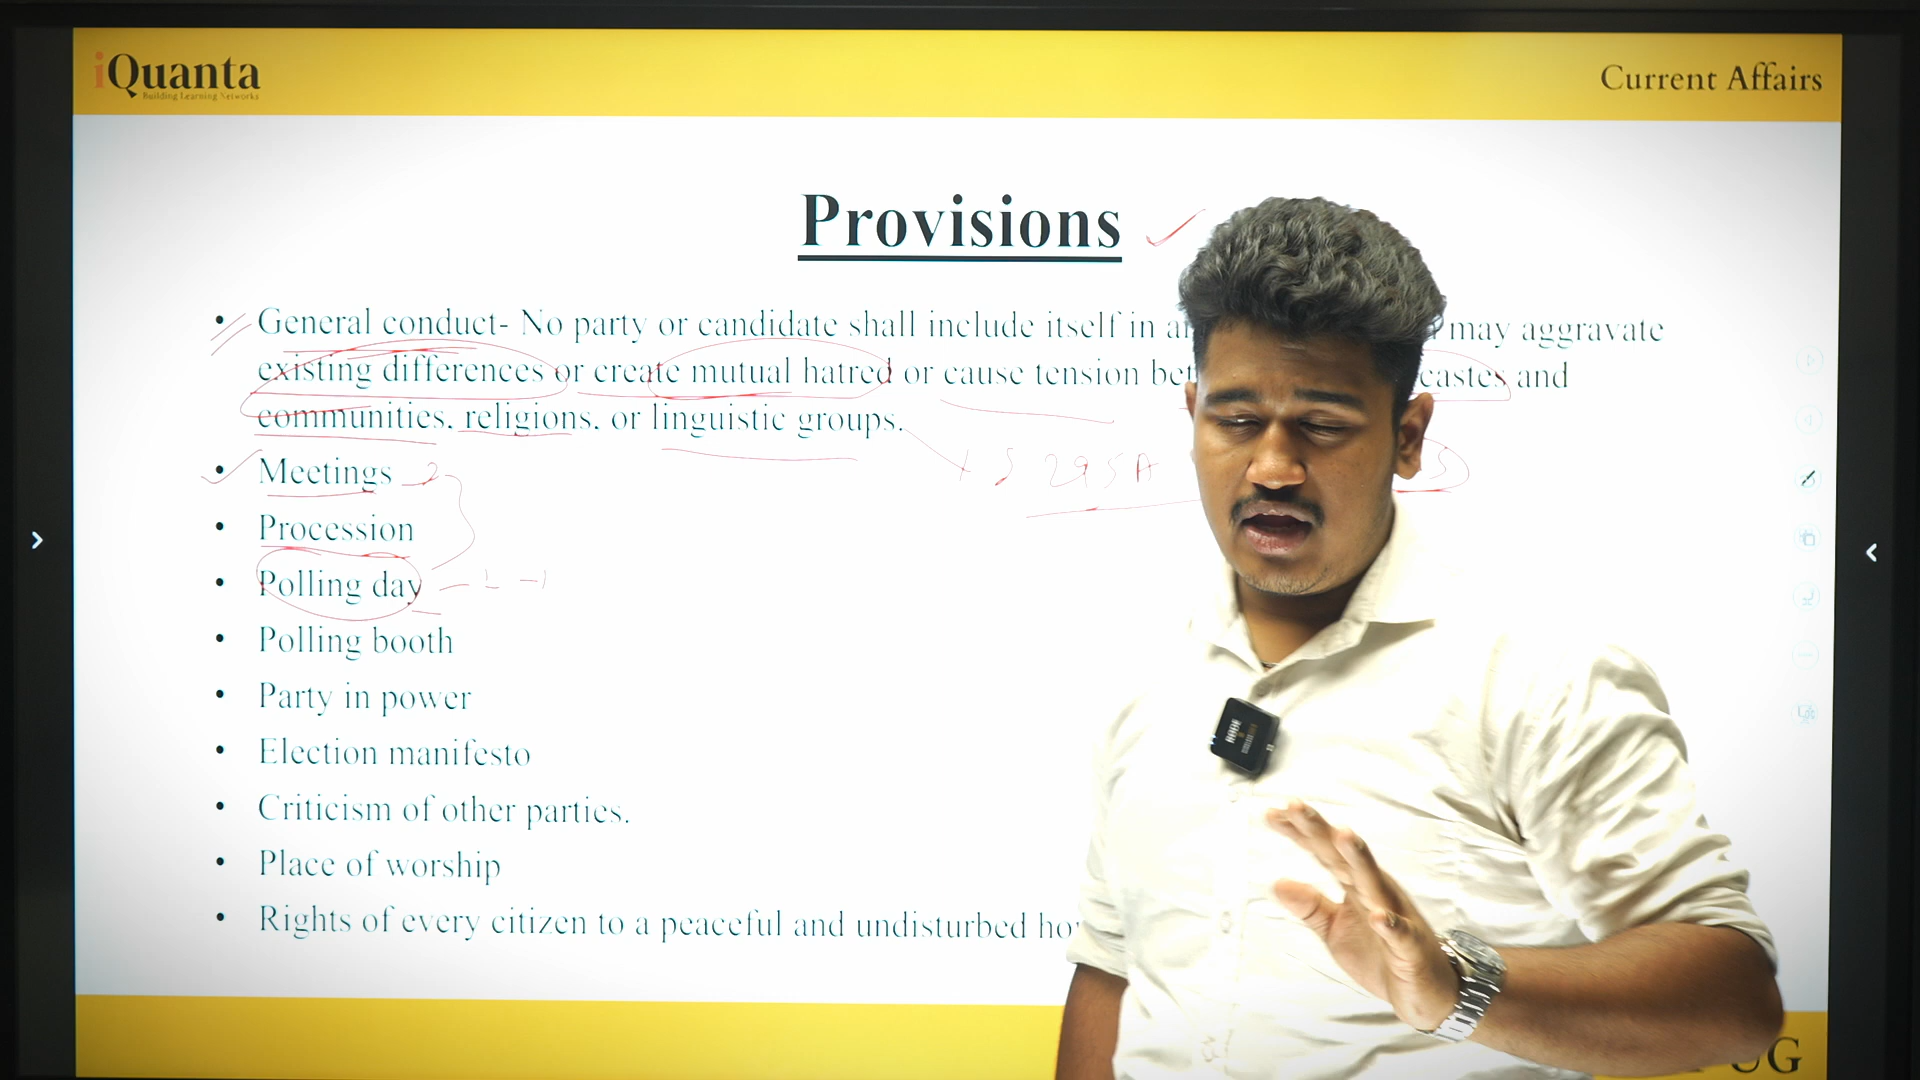 iQuanta
Building Learning Networks
Current Affairs
Provisions
• General conduct- No party or candidate shall include itself in may aggravate
existing differences or create mutual hatred or cause tension castes and
communities, religions, or linguistic groups.
• Meetings
S 295A
• Procession
• Polling day
• Polling booth
• Party in power
• Election manifesto
• Criticism of other parties.
• Place of worship
• Rights of every citizen to a peaceful and undisturbed
RODE